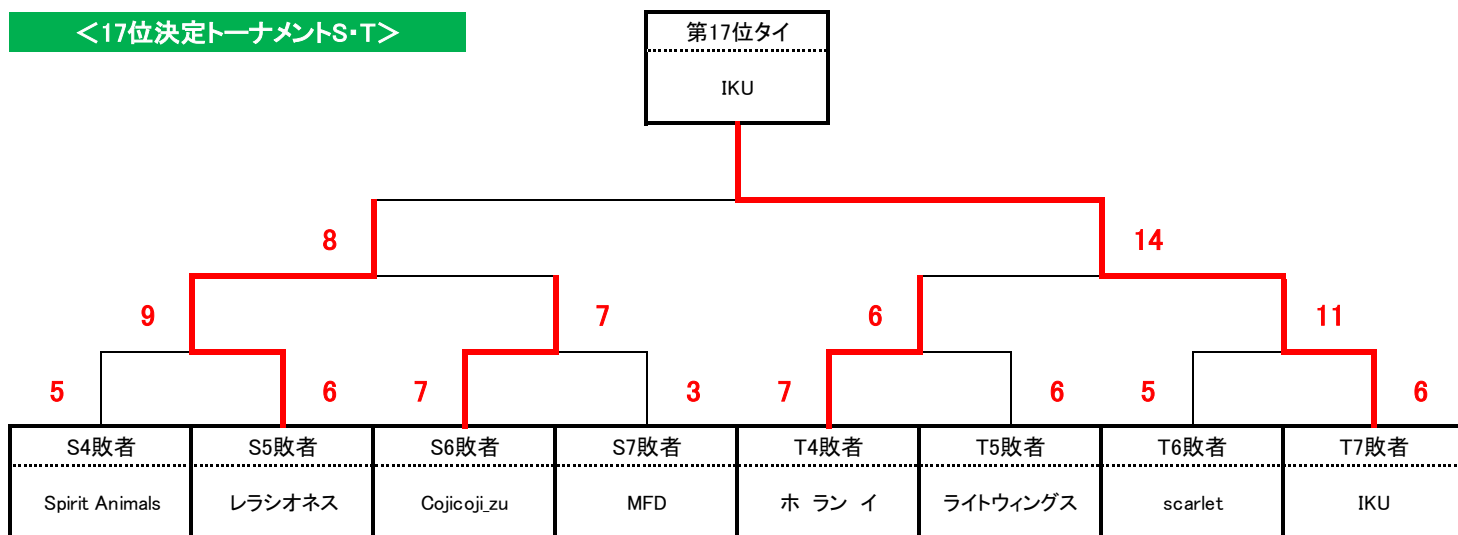 ＜17位決定トーナメントS・T＞
第17位タイ
IKU
8 14
9 7 6 11
5 6 7 3 7 6 5 6
S4敗者 S5敗者 S6敗者 S7敗者 T4敗者 T5敗者 T6敗者 T7敗者
Spirit Animals レラシオネス Cojicoji_zu MFD ホ ラン イ ライトウィングス scarlet IKU